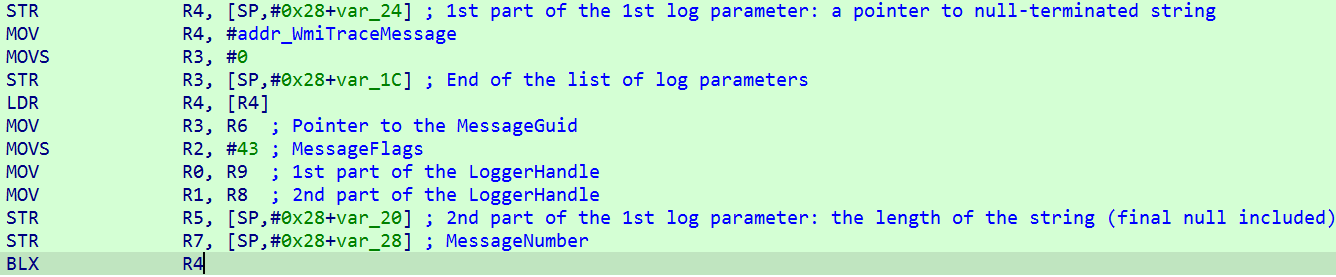 STR R4, [SP,#0x28+var_24] ; 1st part of the 1st log parameter: a pointer to null-terminated string
MOV R4, #addr_WmiTraceMessage
MOVS R3, #0
STR R3, [SP,#0x28+var_1C] ; End of the list of log parameters
LDR R4, [R4]
MOV R3, R6 ; Pointer to the MessageGuid
MOVS R2, #43 ; MessageFlags
MOV R0, R9 ; 1st part of the LoggerHandle
MOV R1, R8 ; 2nd part of the LoggerHandle
STR R5, [SP,#0x28+var_20] ; 2nd part of the 1st log parameter: the length of the string (final null included)
STR R7, [SP,#0x28+var_28] ; MessageNumber
BLX R4